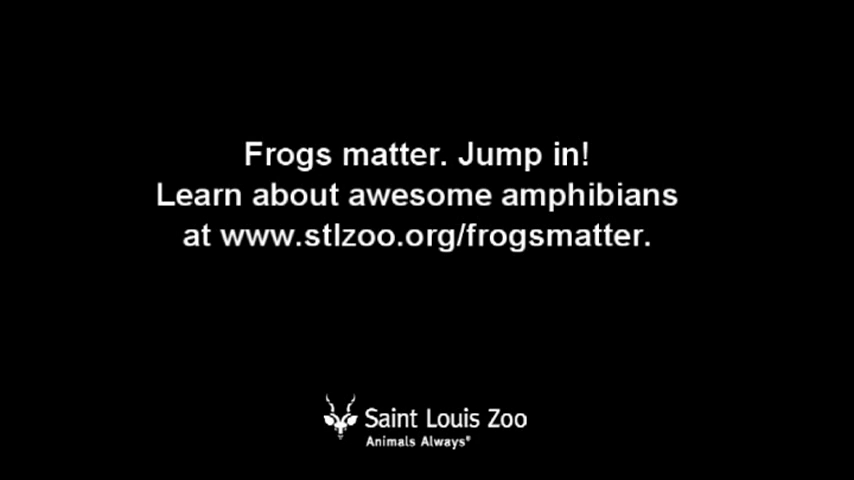 Frogs matter. Jump in!
Learn about awesome amphibians
at www.stlzoo.org/frogsmatter.
Saint Louis Zoo
Animals Always®